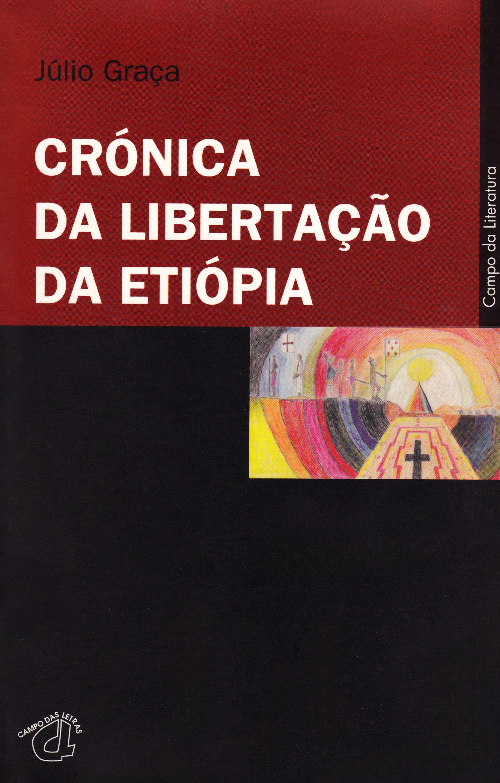 Júlio Graça
CRÓNICA
DA LIBERTAÇÃO
DA ETIÓPIA
Campo da Literatura
CAMPO DAS LETRAS